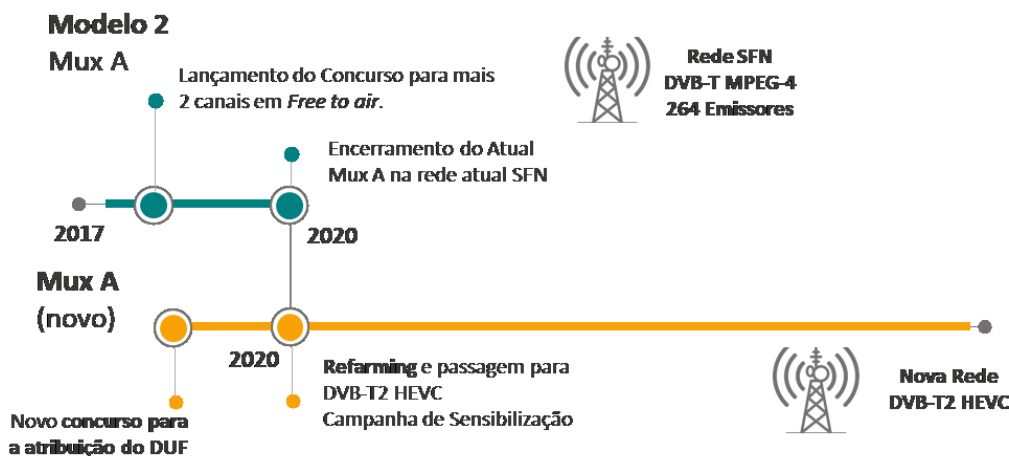 Modelo 2
Mux A
Lançamento do Concurso para mais
2 canais em Free to air.
Rede SFN
DVB-T MPEG-4
264 Emissores
Encerramento do Atual
Mux A na rede atual SFN
2017
2020
Mux A
(novo)
2020
Refarming e passagem para
DVB-T2 HEVC
Campanha de Sensibilização
Nova Rede
DVB-T2 HEVC
Novo concurso para
a atribuição do DUF